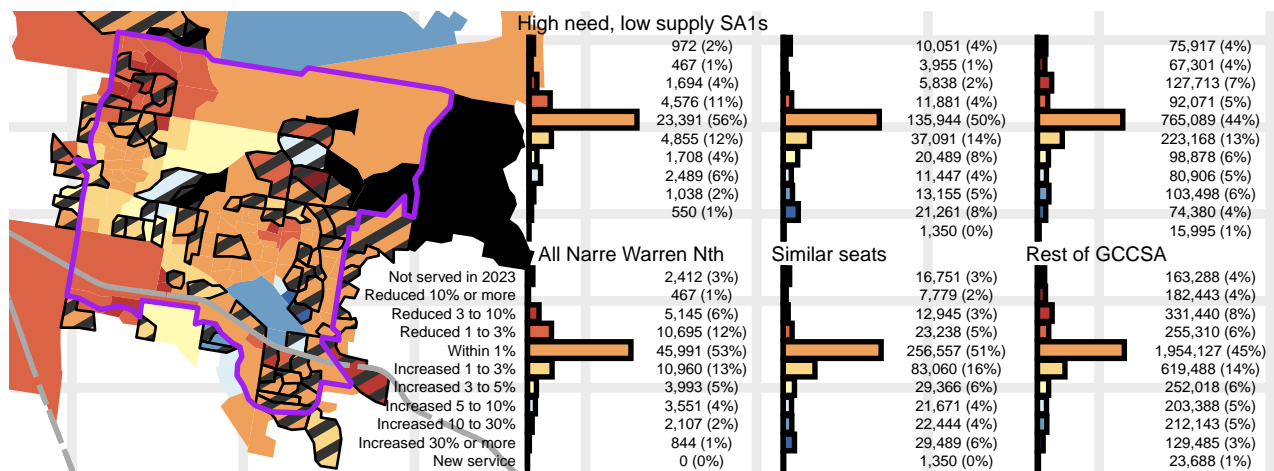 High need, low supply SA1s
972 (2%) 10,051 (4%) 75,917 (4%)
467 (1%) 3,955 (1%) 67,301 (4%)
1,694 (4%) 5,838 (2%) 127,713 (7%)
4,576 (11%) 11,881 (4%) 92,071 (5%)
23,391 (56%) 135,944 (50%) 765,089 (44%)
4,855 (12%) 37,091 (14%) 223,168 (13%)
1,708 (4%) 20,489 (8%) 98,878 (6%)
2,489 (6%) 11,447 (4%) 80,906 (5%)
1,038 (2%) 13,155 (5%) 103,498 (6%)
550 (1%) 21,261 (8%) 74,380 (4%)
1,350 (0%) 15,995 (1%)
All Narre Warren Nth Similar seats Rest of GCCSA
Not served in 2023 2,412 (3%) 16,751 (3%) 163,288 (4%)
Reduced 10% or more 467 (1%) 7,779 (2%) 182,443 (4%)
Reduced 3 to 10% 5,145 (6%) 12,945 (3%) 331,440 (8%)
Reduced 1 to 3% 10,695 (12%) 23,238 (5%) 255,310 (6%)
Within 1% 45,991 (53%) 256,557 (51%) 1,954,127 (45%)
Increased 1 to 3% 10,960 (13%) 83,060 (16%) 619,488 (14%)
Increased 3 to 5% 3,993 (5%) 29,366 (6%) 252,018 (6%)
Increased 5 to 10% 3,551 (4%) 21,671 (4%) 203,388 (5%)
Increased 10 to 30% 2,107 (2%) 22,444 (4%) 212,143 (5%)
Increased 30% or more 844 (1%) 29,489 (6%) 129,485 (3%)
New service 0 (0%) 1,350 (0%) 23,688 (1%)